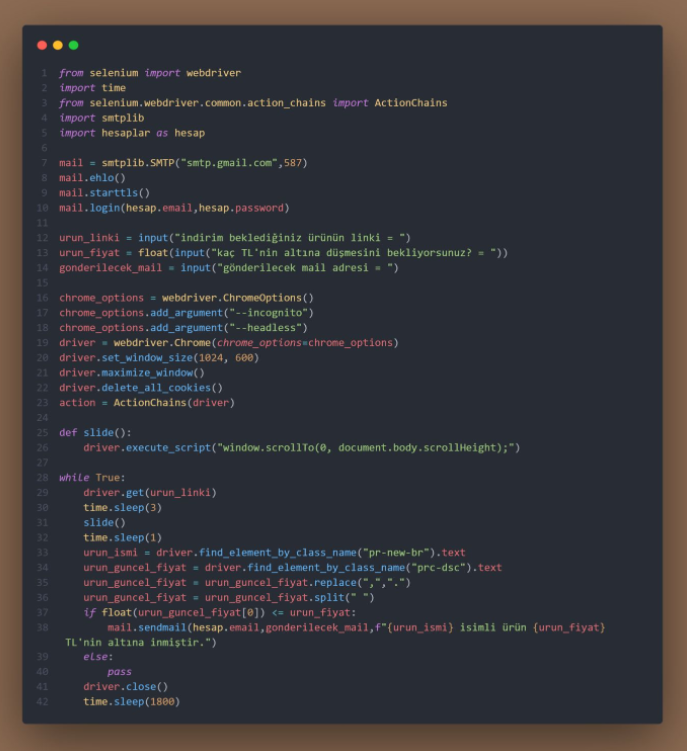 1 from selenium import webdriver
2 import time
3 from selenium.webdriver.common.action_chains import ActionChains
4 import smtplib
5 import hesaplar as hesap
6
7 mail = smtplib.SMTP("smtp.gmail.com",587)
8 mail.ehlo()
9 mail.starttls()
10 mail.login(hesap.email,hesap.password)
11
12 urun_linki = input("indirim beklediğiniz ürünün linki = ")
13 urun_fiyat = float(input("kaç TL'nin altına düşmesini bekliyorsunuz? = "))
14 gonderilecek_mail = input("gönderilecek mail adresi = ")
15
16 chrome_options = webdriver.ChromeOptions()
17 chrome_options.add_argument("--incognito")
18 chrome_options.add_argument("--headless")
19 driver = webdriver.Chrome(chrome_options=chrome_options)
20 driver.set_window_size(1024, 600)
21 driver.maximize_window()
22 driver.delete_all_cookies()
23 action = ActionChains(driver)
24
25 def slide():
26     driver.execute_script("window.scrollTo(0, document.body.scrollHeight);")
27
28 while True:
29     driver.get(urun_linki)
30     time.sleep(3)
31     slide()
32     time.sleep(1)
33     urun_ismi = driver.find_element_by_class_name("pr-new-br").text
34     urun_guncel_fiyat = driver.find_element_by_class_name("prc-dsc").text
35     urun_guncel_fiyat = urun_guncel_fiyat.replace(",",".")
36     urun_guncel_fiyat = urun_guncel_fiyat.split(" ")
37     if float(urun_guncel_fiyat[0]) <= urun_fiyat:
38         mail.sendmail(hesap.email,gonderilecek_mail,f"{urun_ismi} isimli ürün {urun_fiyat}
TL'nin altına inmiştir.")
39     else:
40         pass
41     driver.close()
42     time.sleep(1800)